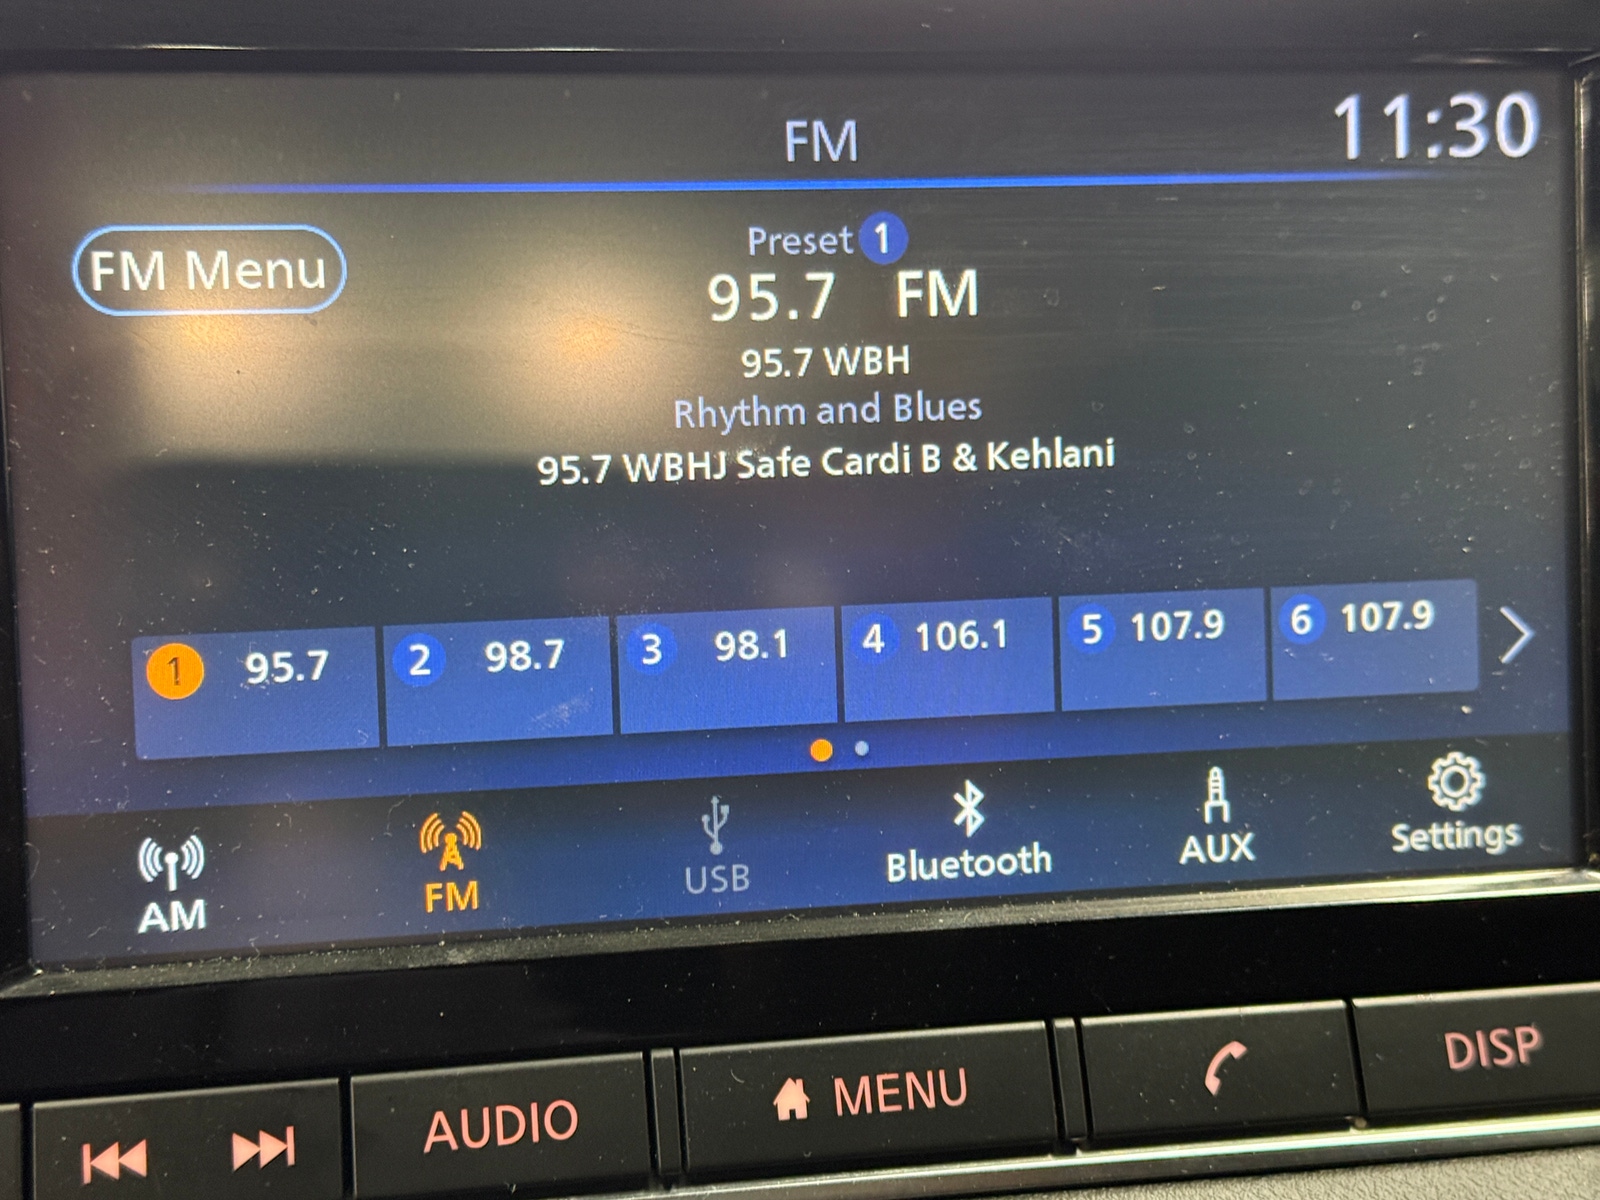 FM
11:30
FM Menu
Preset 1
95.7 FM
95.7 WBH
Rhythm and Blues
95.7 WBHJ Safe Cardi B & Kehlani
1 95.7 2 98.7 3 98.1 4 106.1 5 107.9 6 107.9
AM FM USB Bluetooth AUX Settings
AUDIO MENU DISP